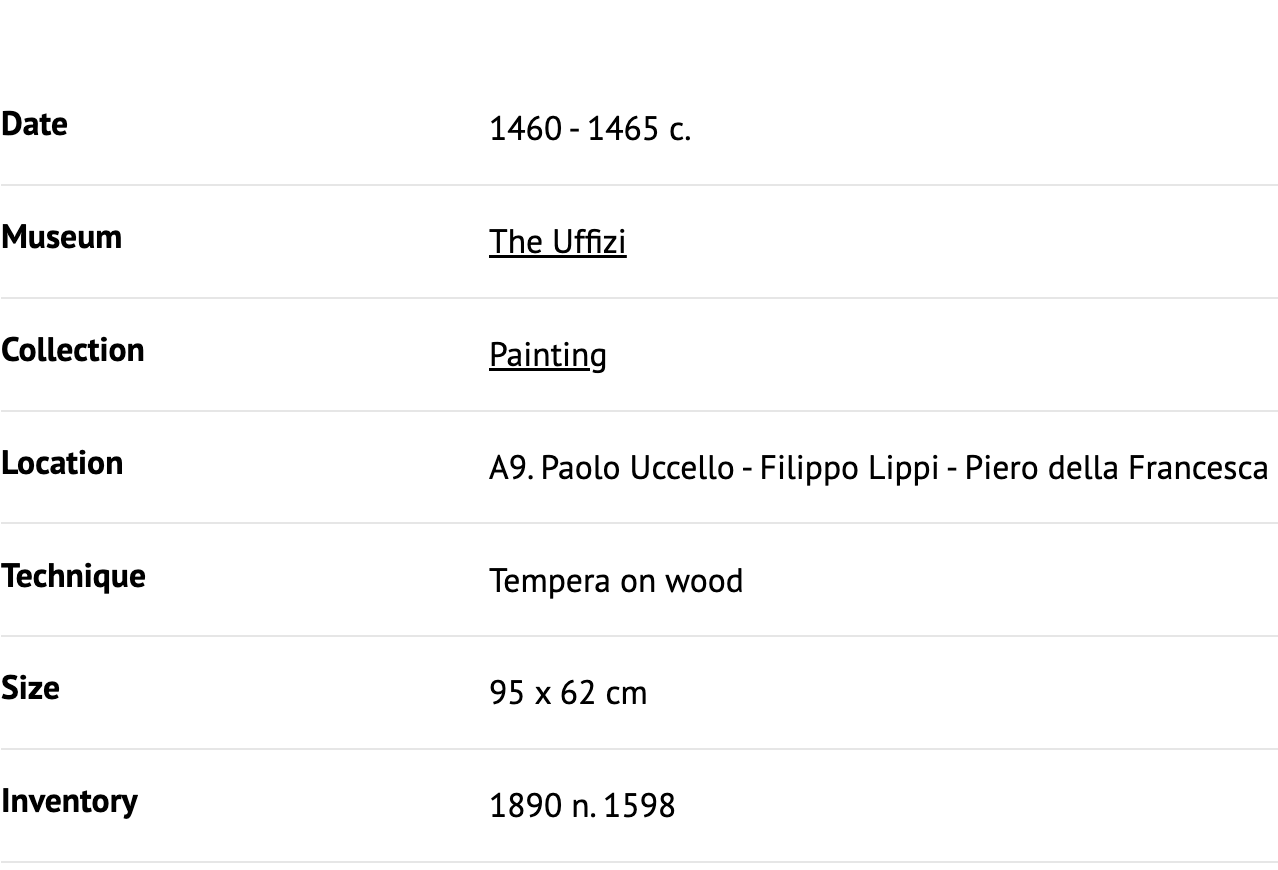 Date 1460 - 1465 c.
Museum The Uffizi
Collection Painting
Location A9. Paolo Uccello - Filippo Lippi - Piero della Francesca
Technique Tempera on wood
Size 95 x 62 cm
Inventory 1890 n. 1598